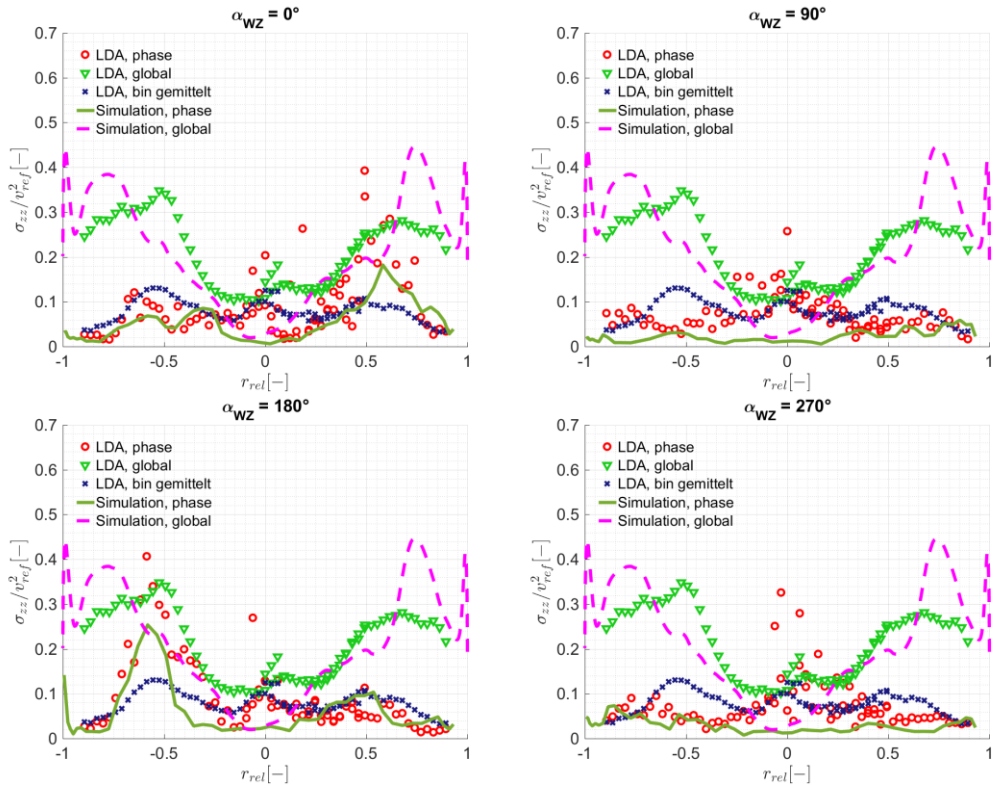 α_WZ = 0°
0.7
0.6
0.5
0.4
0.3
0.2
0.1
0
σ_zz/v²_ref[−]
LDA, phase
LDA, global
LDA, bin gemittelt
Simulation, phase
Simulation, global
-1
-0.5
0
0.5
1
r_rel[−]
α_WZ = 90°
0.7
0.6
0.5
0.4
0.3
0.2
0.1
0
σ_zz/v²_ref[−]
LDA, phase
LDA, global
LDA, bin gemittelt
Simulation, phase
Simulation, global
-1
-0.5
0
0.5
1
r_rel[−]
α_WZ = 180°
0.7
0.6
0.5
0.4
0.3
0.2
0.1
0
σ_zz/v²_ref[−]
LDA, phase
LDA, global
LDA, bin gemittelt
Simulation, phase
Simulation, global
-1
-0.5
0
0.5
1
r_rel[−]
α_WZ = 270°
0.7
0.6
0.5
0.4
0.3
0.2
0.1
0
σ_zz/v²_ref[−]
LDA, phase
LDA, global
LDA, bin gemittelt
Simulation, phase
Simulation, global
-1
-0.5
0
0.5
1
r_rel[−]